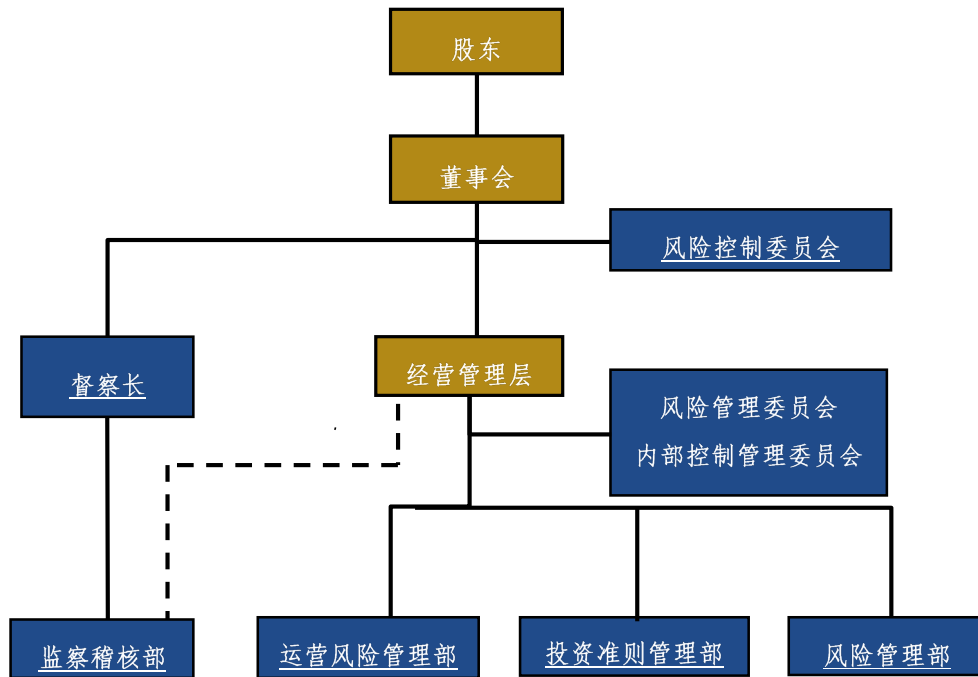 股东
董事会
风险控制委员会
督察长
经营管理层
风险管理委员会
内部控制管理委员会
监察稽核部
运营风险管理部
投资准则管理部
风险管理部